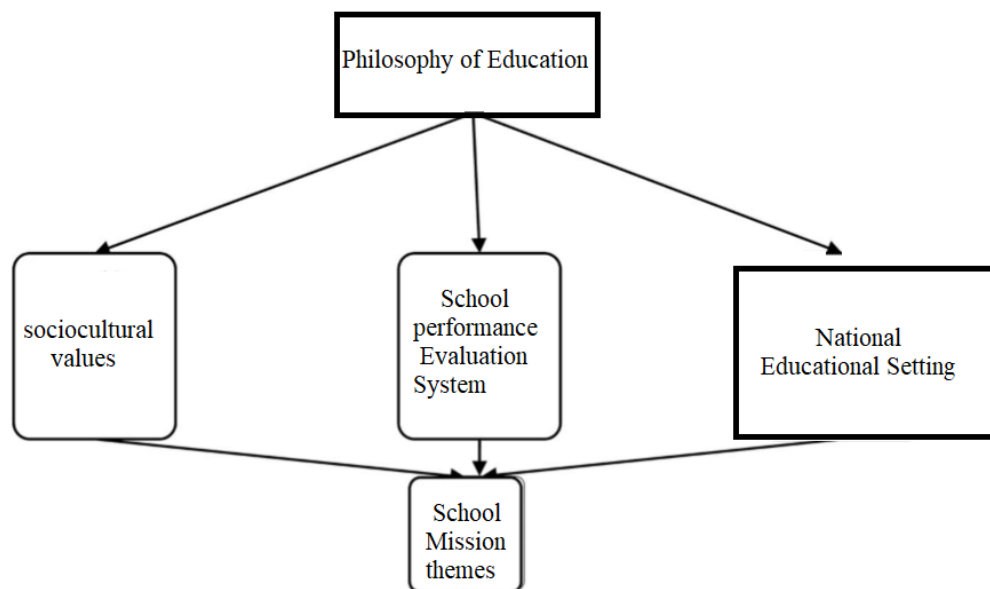 Philosophy of Education
sociocultural
values
School
performance
Evaluation
System
National
Educational Setting
School
Mission
themes